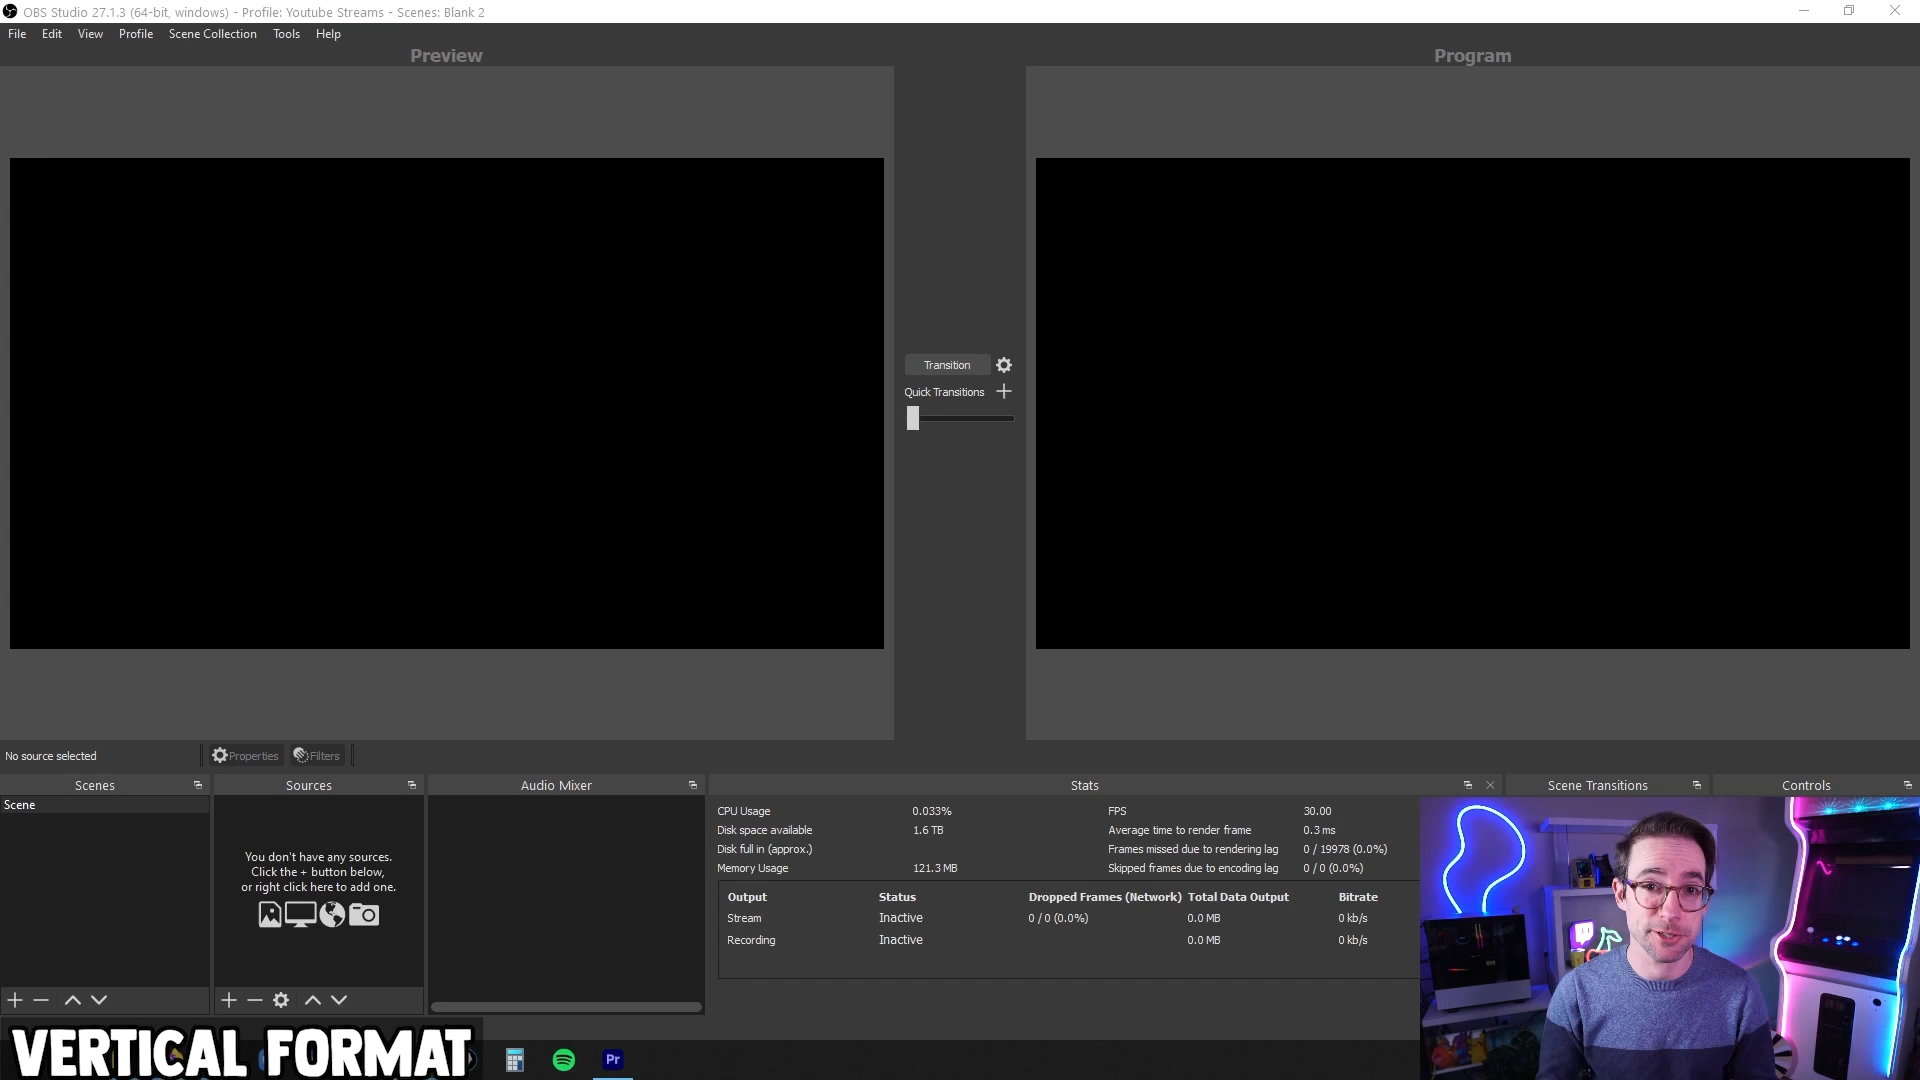 OBS Studio 27.1.3 (64-bit, windows) - Profile: Youtube Streams - Scenes: Blank 2
File Edit View Profile Scene Collection Tools Help
Preview
Program
Transition
Quick Transitions
No source selected
Properties
Filters
Scenes
Scene
Sources
You don't have any sources.
Click the + button below,
or right click here to add one.
Audio Mixer
Stats
CPU Usage 0.033% FPS 30.00
Disk space available 1.6 TB Average time to render frame 0.3 ms
Disk full in (approx.) Frames missed due to rendering lag 0 / 19978 (0.0%)
Memory Usage 121.3 MB Skipped frames due to encoding lag 0 / 0 (0.0%)
Output Status Dropped Frames (Network) Total Data Output Bitrate
Stream Inactive 0 / 0 (0.0%) 0.0 MB 0 kb/s
Recording Inactive 0.0 MB 0 kb/s
Scene Transitions
Controls
VERTICAL FORMAT
Pr